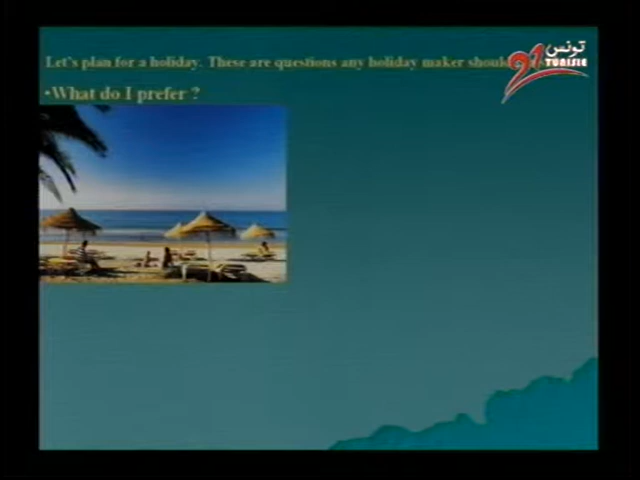 Let's plan for a holiday. These are questions any holiday maker should
•What do I prefer ?
تونس
21
TUNISIE